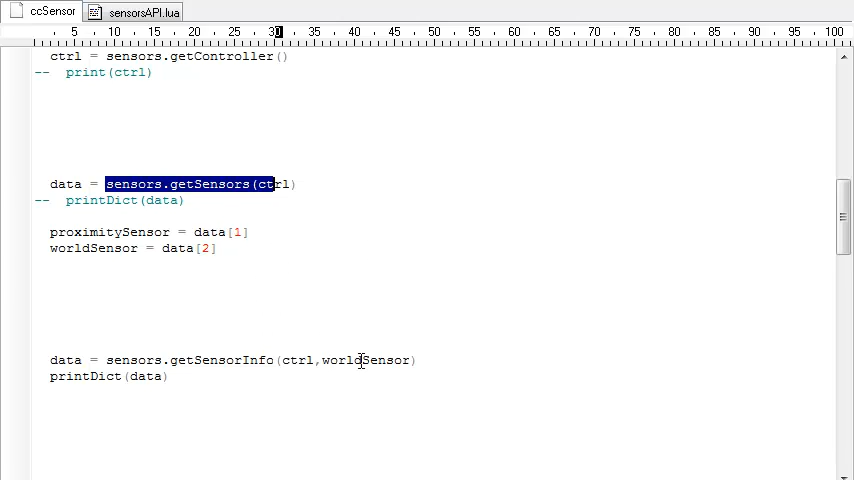 ccSensor sensorsAPI.lua
5 10 15 20 25 30 35 40 45 50 55 60 65 70 75 80 85 90 95 100
ctrl = sensors.getController()
--  print(ctrl)
data = sensors.getSensors(ctrl)
--  printDict(data)
proximitySensor = data[1]
worldSensor = data[2]
data = sensors.getSensorInfo(ctrl,worldSensor)
printDict(data)